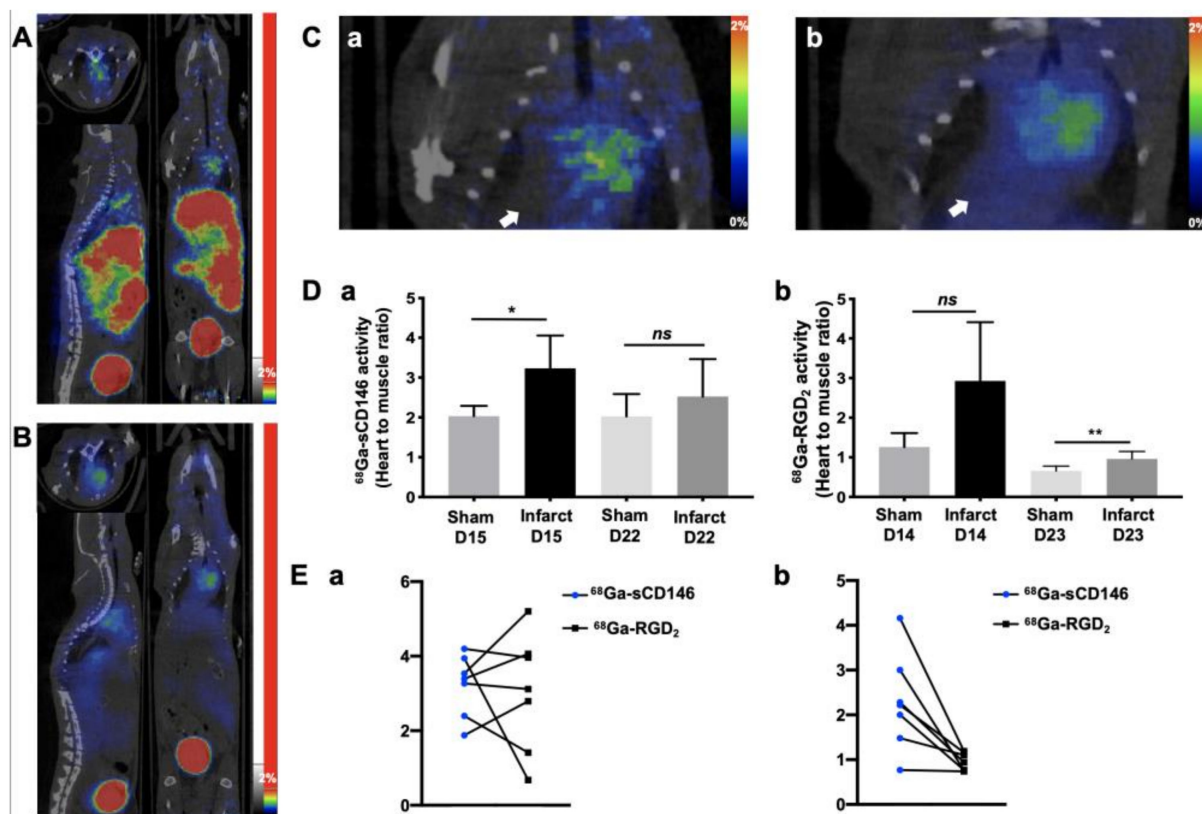 A
2%
B
2%
C a
2%
0%
b
2%
0%
D a
⁶⁸Ga-sCD146 activity
(Heart to muscle ratio)
5
4
3
2
1
0
*
ns
Sham
D15
Infarct
D15
Sham
D22
Infarct
D22
b
⁶⁸Ga-RGD₂ activity
(Heart to muscle ratio)
5
4
3
2
1
0
ns
**
Sham
D14
Infarct
D14
Sham
D23
Infarct
D23
E a
6
4
2
0
⁶⁸Ga-sCD146
⁶⁸Ga-RGD₂
b
5
4
3
2
1
0
⁶⁸Ga-sCD146
⁶⁸Ga-RGD₂